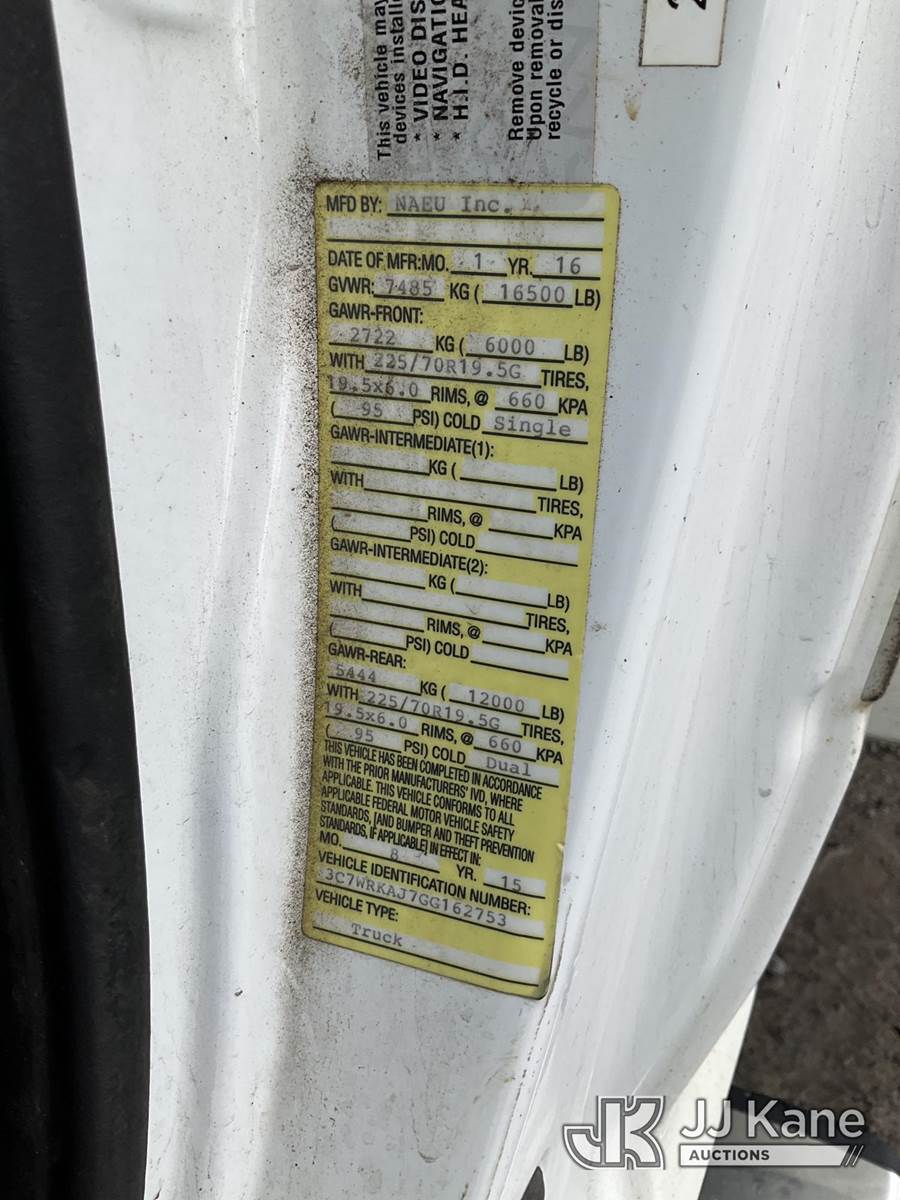 This vehicle may
devices installe
* VIDEO DIS
* NAVIGATIO
* H.I.D. HEA
Remove devic
Upon removal
recycle or dis
2
MFD BY: NAEU Inc.
DATE OF MFR:MO. 1 YR. 16
GVWR: 7485 KG ( 16500 LB)
GAWR-FRONT:
2722 KG ( 6000 LB)
WITH 225/70R19.5G TIRES,
19.5x6.0 RIMS, @ 660 KPA
( 95 PSI) COLD Single
GAWR-INTERMEDIATE(1):
KG ( LB)
WITH TIRES,
RIMS, @ KPA
( PSI) COLD
GAWR-INTERMEDIATE(2):
KG ( LB)
WITH TIRES,
RIMS, @ KPA
( PSI) COLD
GAWR-REAR:
5444 KG ( 12000 LB)
WITH 225/70R19.5G TIRES,
19.5x6.0 RIMS, @ 660 KPA
( 95 PSI) COLD Dual
THIS VEHICLE HAS BEEN COMPLETED IN ACCORDANCE
WITH THE PRIOR MANUFACTURERS' IVD, WHERE
APPLICABLE. THIS VEHICLE CONFORMS TO ALL
APPLICABLE FEDERAL MOTOR VEHICLE SAFETY
STANDARDS, [AND BUMPER AND THEFT PREVENTION
STANDARDS, IF APPLICABLE] IN EFFECT IN:
MO. 8 YR. 15
VEHICLE IDENTIFICATION NUMBER:
3C7WRKAJ7GG162753
VEHICLE TYPE:
Truck
JK JJ Kane
AUCTIONS